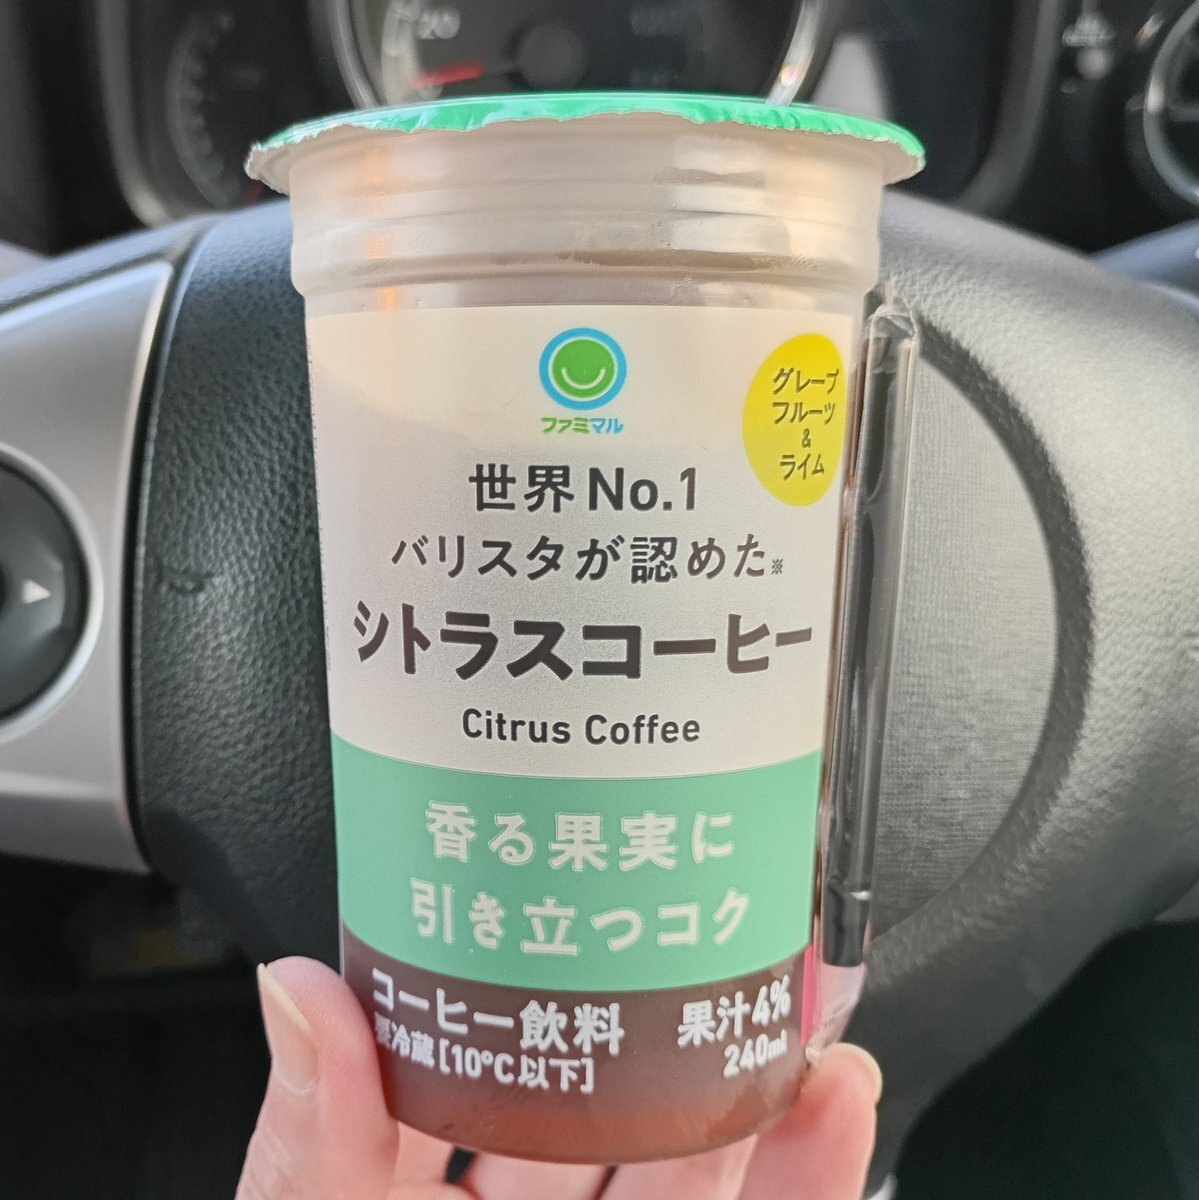 20
ファミマル
グレープ
フルーツ
&
ライム
世界No.1
バリスタが認めた※
シトラスコーヒー
Citrus Coffee
香る果実に
引き立つコク
コーヒー飲料 果汁4%
要冷蔵[10℃以下] 240ml